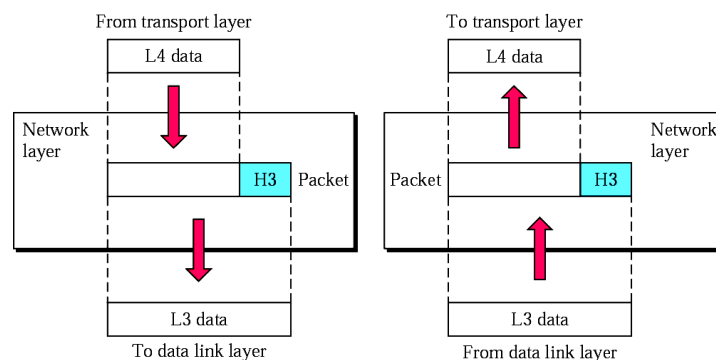 From transport layer
L4 data
Network
layer
H3
Packet
L3 data
To data link layer
To transport layer
L4 data
Network
layer
Packet
H3
L3 data
From data link layer